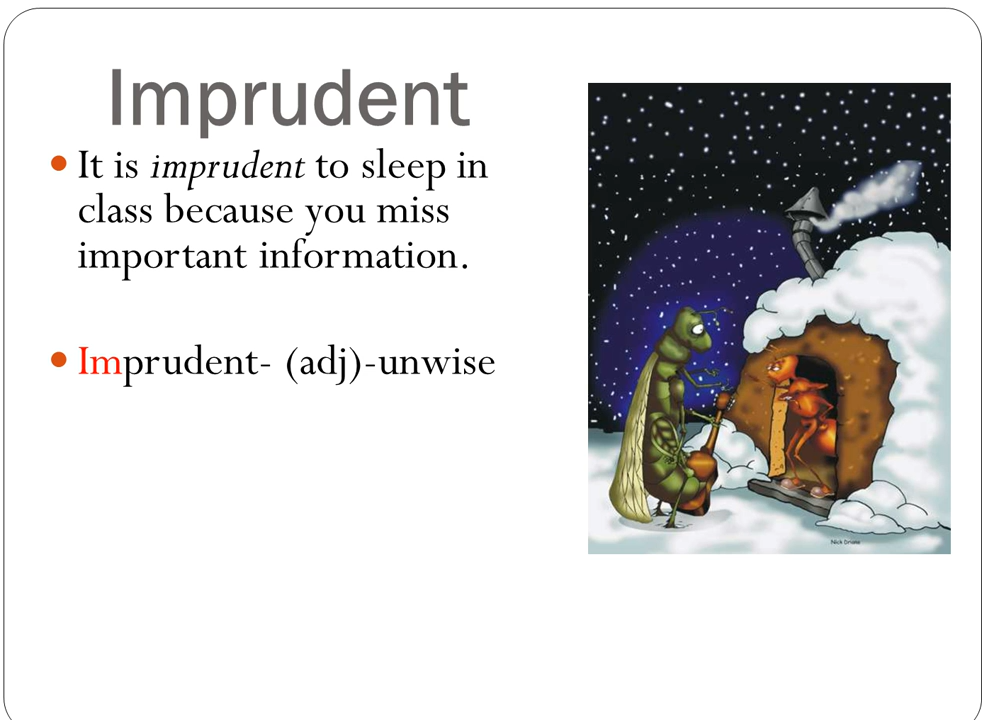 Imprudent
• It is imprudent to sleep in
class because you miss
important information.
• Imprudent- (adj)-unwise